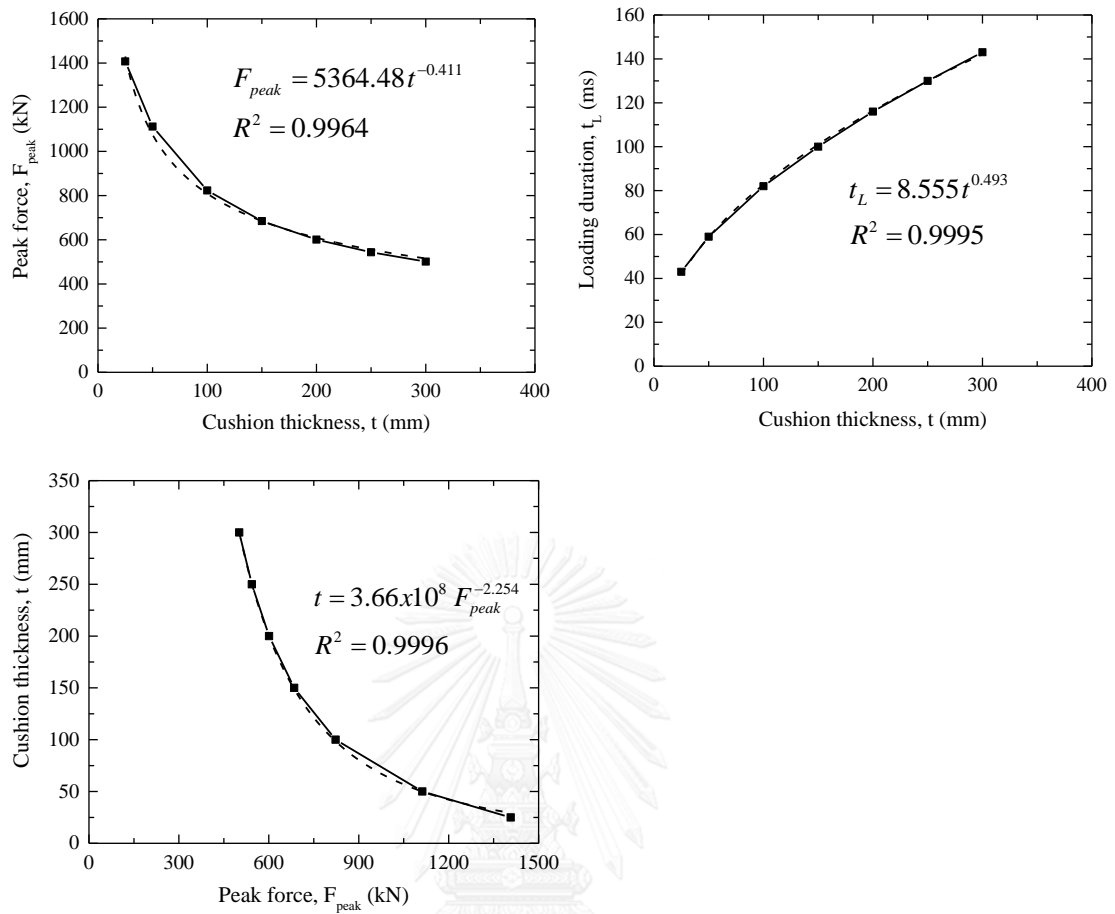 1600
1400
1200
1000
800
600
400
200
0
Peak force, F_peak (kN)
F_peak = 5364.48t^-0.411
R^2 = 0.9964
0 100 200 300 400
Cushion thickness, t (mm)
160
140
120
100
80
60
40
20
0
Loading duration, t_L (ms)
t_L = 8.555t^0.493
R^2 = 0.9995
0 100 200 300 400
Cushion thickness, t (mm)
350
300
250
200
150
100
50
0
Cushion thickness, t (mm)
t = 3.66x10^8 F_peak^-2.254
R^2 = 0.9996
0 300 600 900 1200 1500
Peak force, F_peak (kN)